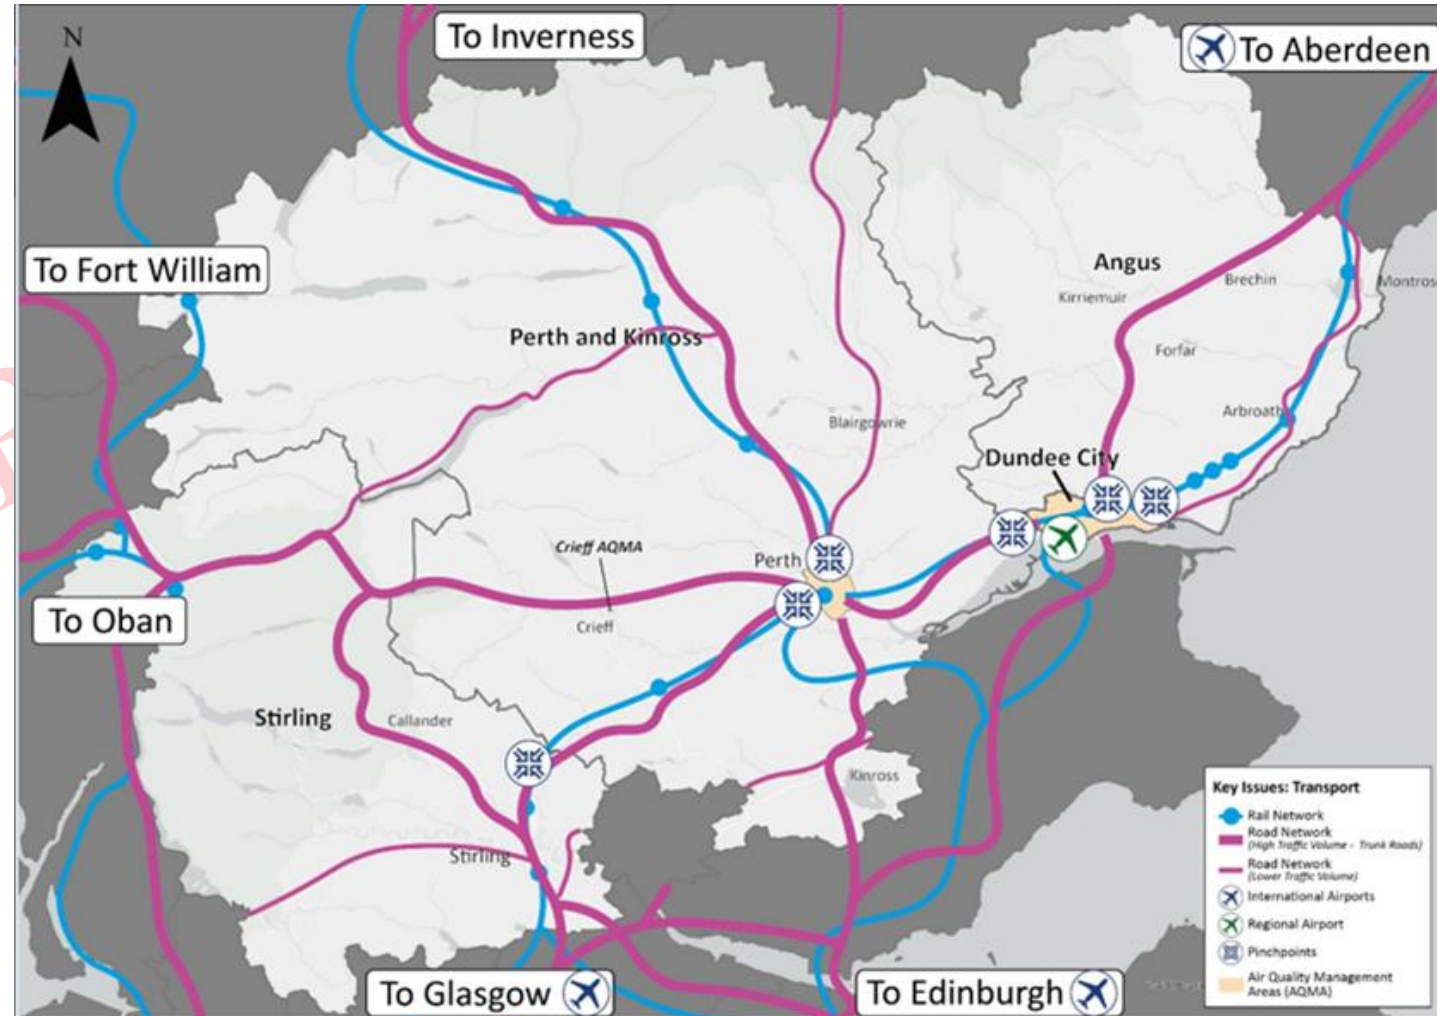 N
To Inverness
To Aberdeen
To Fort William
Angus
Brechin
Kirriemuir
Montros
Perth and Kinross
Forfar
Blairgowrie
Arbroath
Dundee City
Crieff AQMA
Perth
To Oban
Crieff
Stirling
Callander
Kinross
Stirling
Key Issues: Transport
Rail Network
Road Network
(High Traffic Volume - Trunk Roads)
Road Network
(Lower Traffic Volume)
International Airports
Regional Airport
Pinchpoints
Air Quality Management
Areas (AQMA)
To Glasgow
To Edinburgh